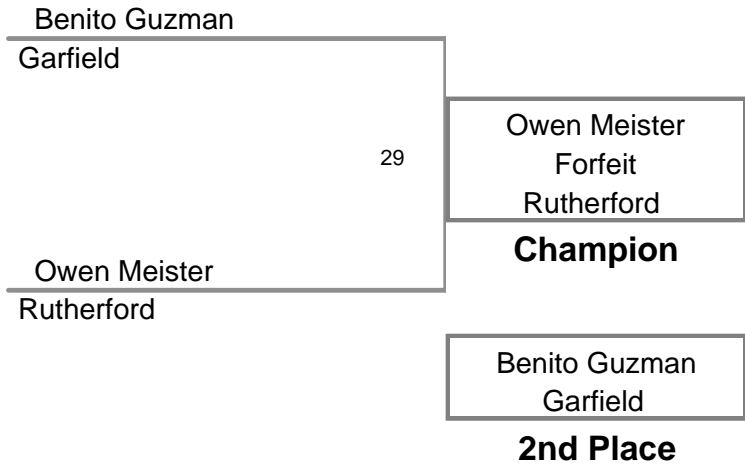 Benito Guzman
Garfield
29
Owen Meister
Forfeit
Rutherford
Champion
Owen Meister
Rutherford
Benito Guzman
Garfield
2nd Place